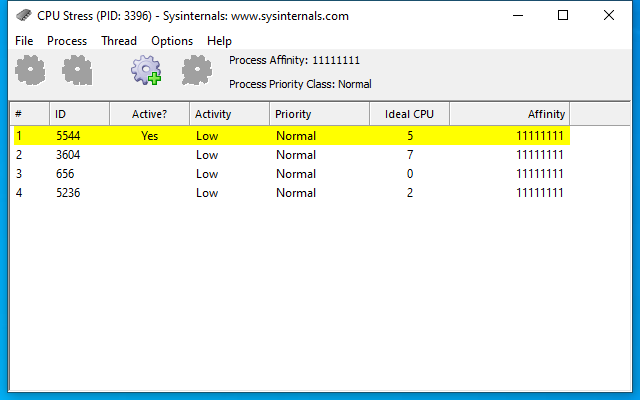 CPU Stress (PID: 3396) - Sysinternals: www.sysinternals.com
File Process Thread Options Help
Process Affinity: 11111111
Process Priority Class: Normal
# ID Active? Activity Priority Ideal CPU Affinity
1 5544 Yes Low Normal 5 11111111
2 3604 Low Normal 7 11111111
3 656 Low Normal 0 11111111
4 5236 Low Normal 2 11111111